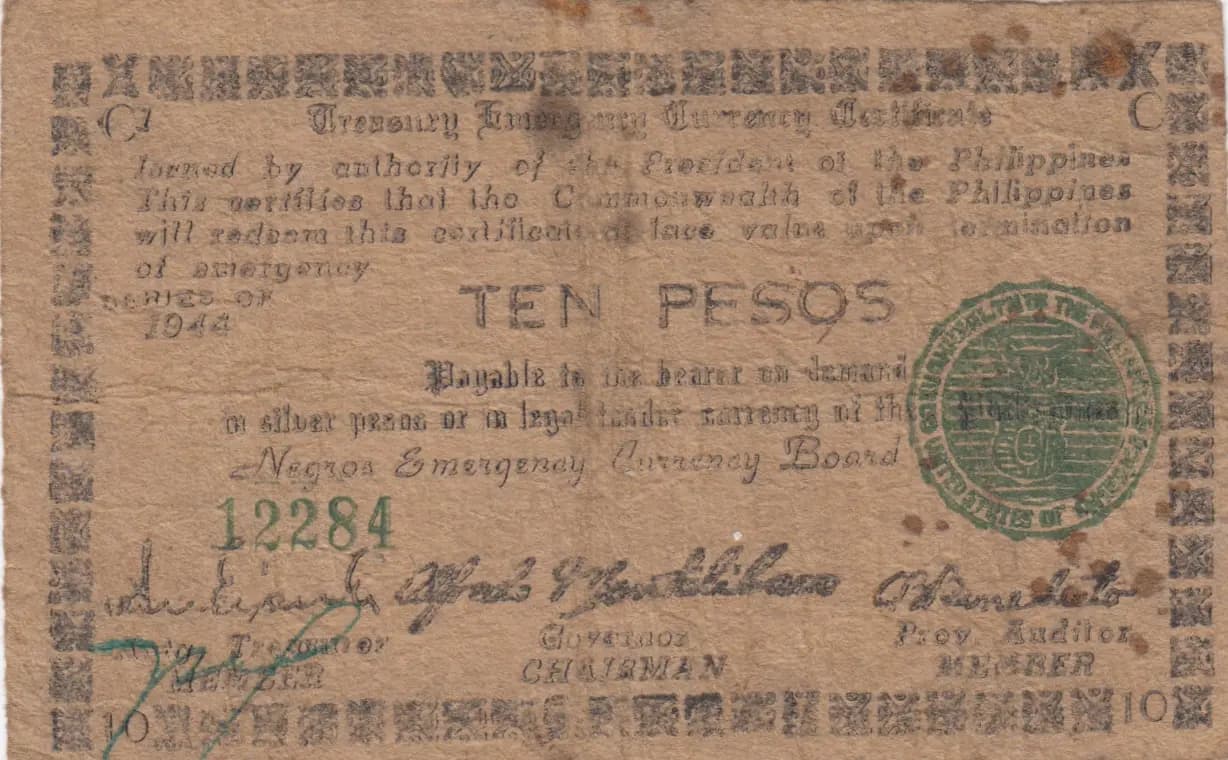 X X
C1 Treasury Emergency Currency Certificate C
Issued by authority of the President of the Philippines
This certifies that the Commonwealth of the Philippines
will redeem this certificate at face value upon termination
of emergency
SERIES OF
1944
TEN PESOS
Payable to the bearer on demand
in silver pesos or in legal tender currency of the Philippines
Negros Emergency Currency Board
12284
Treasurer Governor Prov. Auditor
MEMBER CHAIRMAN MEMBER
10 10